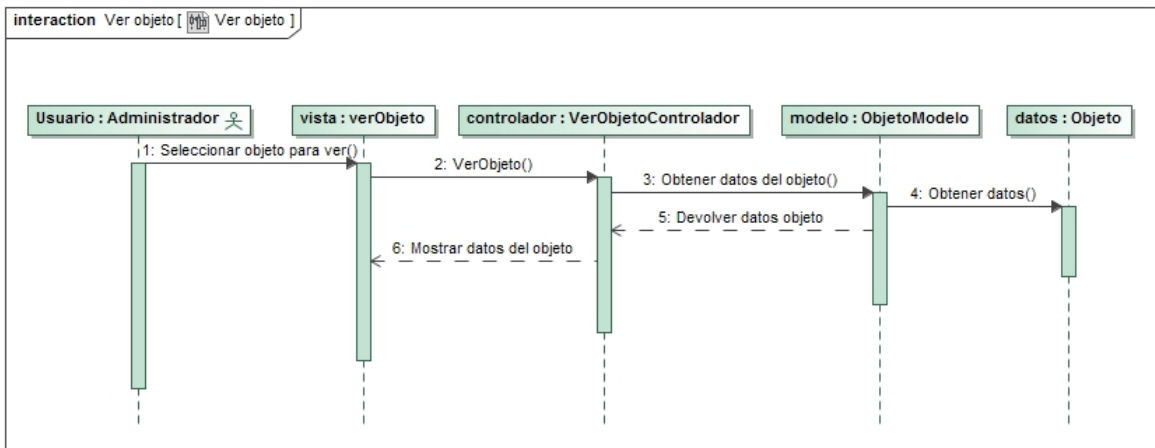 interaction Ver objeto [ Ver objeto ]
Usuario : Administrador
vista : verObjeto
controlador : VerObjetoControlador
modelo : ObjetoModelo
datos : Objeto
1: Seleccionar objeto para ver()
2: VerObjeto()
3: Obtener datos del objeto()
4: Obtener datos()
5: Devolver datos objeto
6: Mostrar datos del objeto